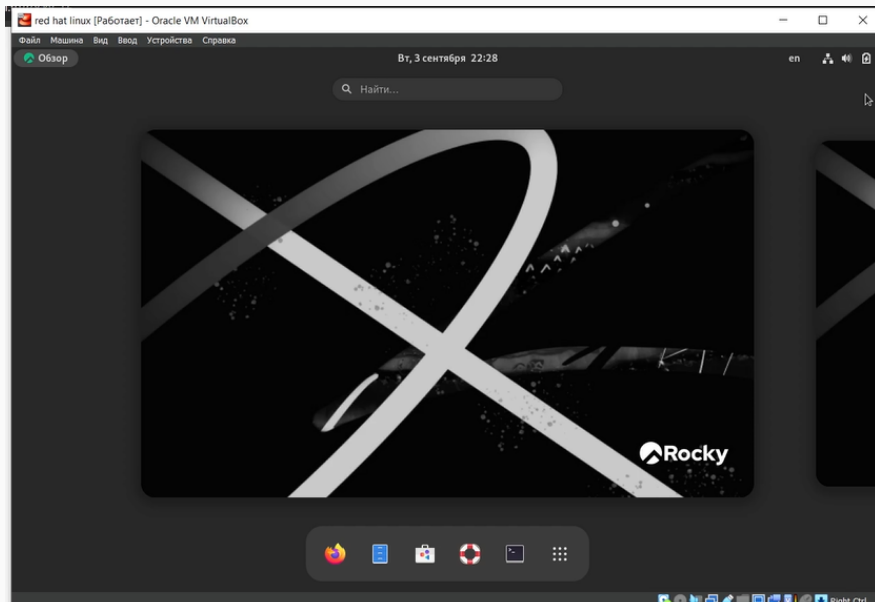 red hat linux [Работает] - Oracle VM VirtualBox
Файл Машина Вид Ввод Устройства Справка
Обзор
Вт, 3 сентября 22:28
en
Найти...
Rocky
Right Ctrl